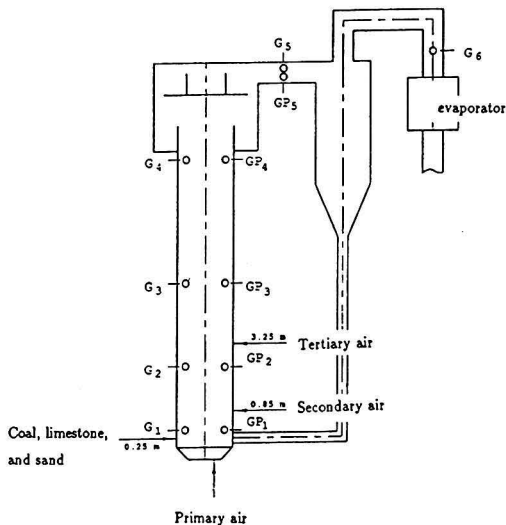 G5
G6
GP5
evaporator
G4
GP4
G3
GP3
3.25 m
Tertiary air
G2
GP2
0.85 m
Secondary air
G1
GP1
Coal, limestone,
0.25 m
and sand
Primary air